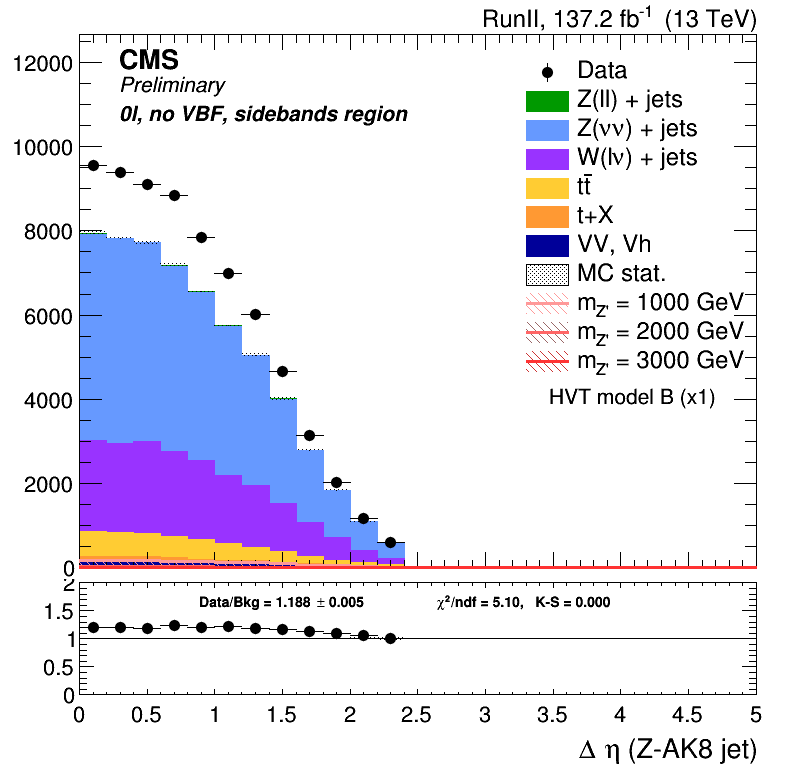 RunII, 137.2 fb⁻¹ (13 TeV)
CMS
Preliminary
0l, no VBF, sidebands region
Data
Z(ll) + jets
Z(νν) + jets
W(lν) + jets
tt̄
t+X
VV, Vh
MC stat.
m_Z' = 1000 GeV
m_Z' = 2000 GeV
m_Z' = 3000 GeV
HVT model B (x1)
12000
10000
8000
6000
4000
2000
0
Data/Bkg = 1.188 ± 0.005
χ²/ndf = 5.10, K-S = 0.000
2
1.5
1
0.5
0
0 0.5 1 1.5 2 2.5 3 3.5 4 4.5 5
Δ η (Z-AK8 jet)